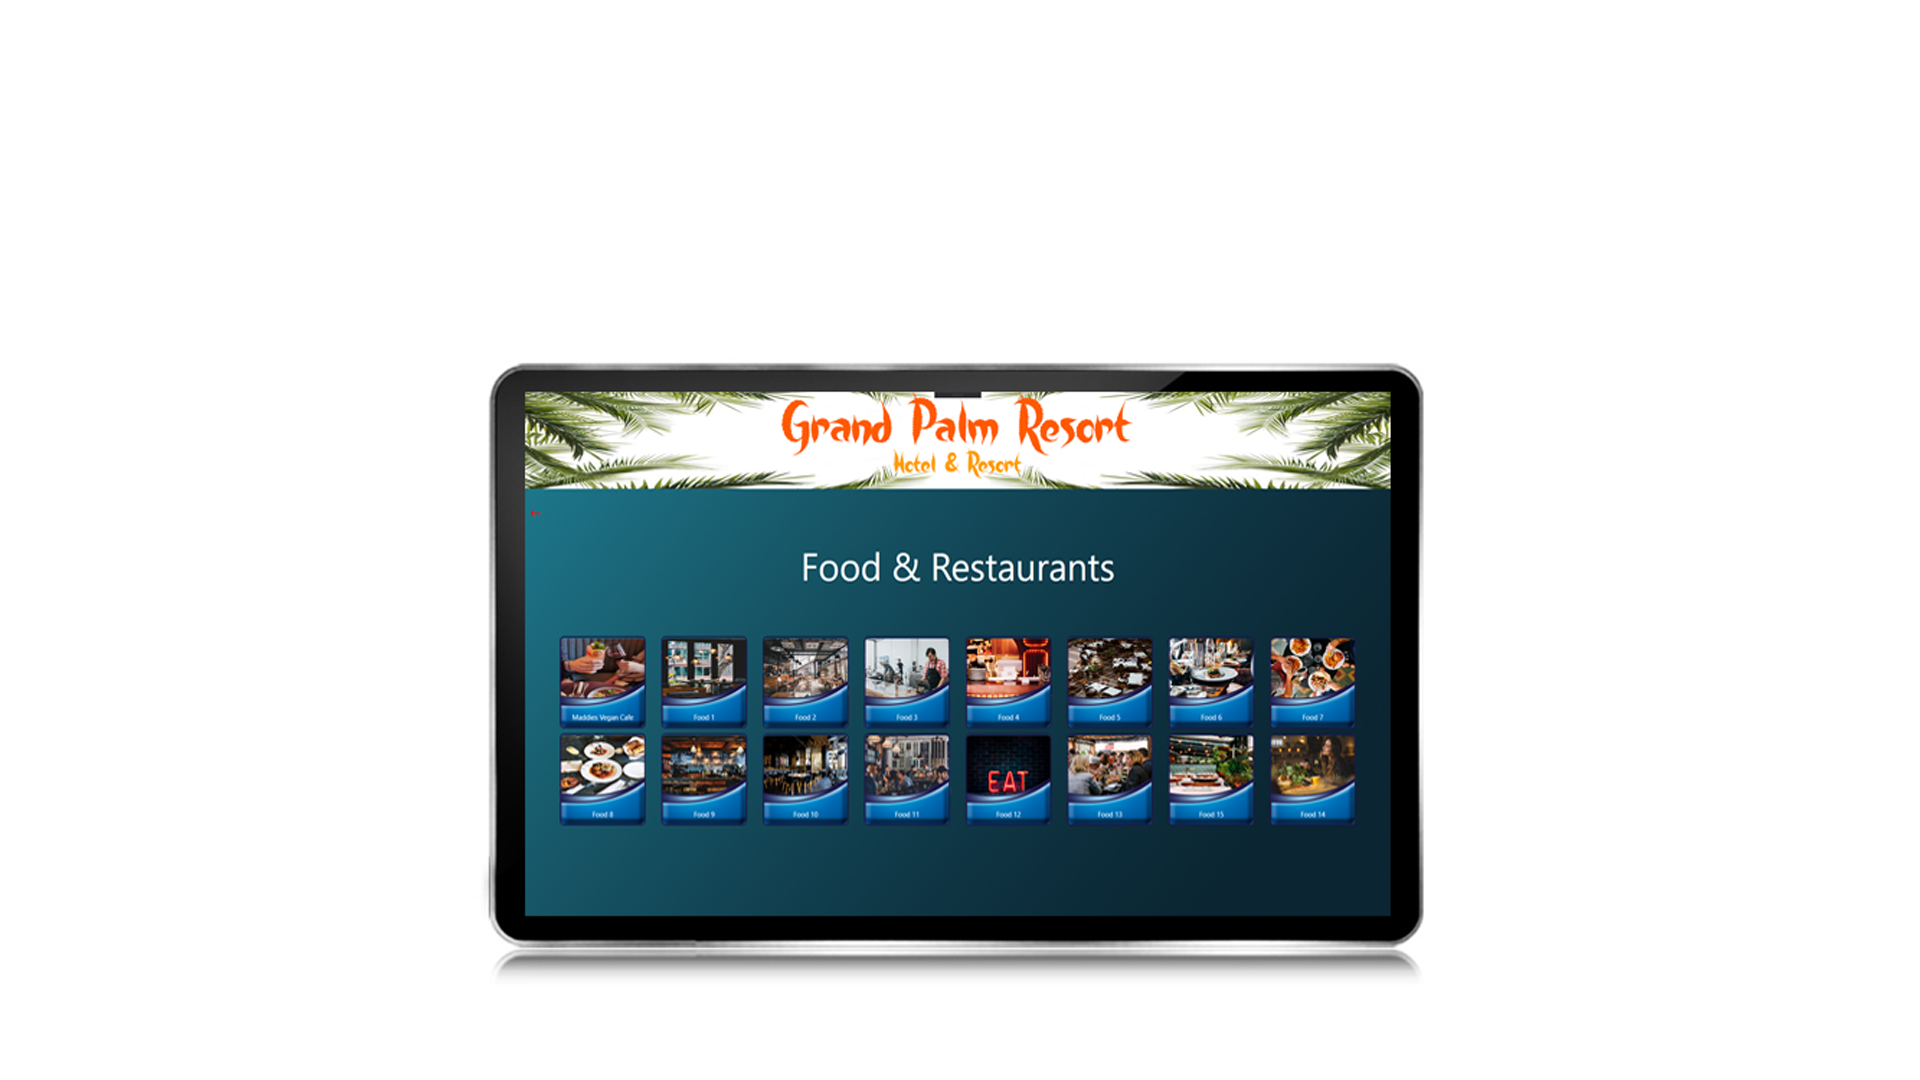 Grand Palm Resort
Hotel & Resort
Food & Restaurants
Maddies Vegan Cafe
Food 1
Food 2
Food 3
Food 4
Food 5
Food 6
Food 7
EAT
Food 8
Food 9
Food 10
Food 11
Food 12
Food 13
Food 15
Food 14